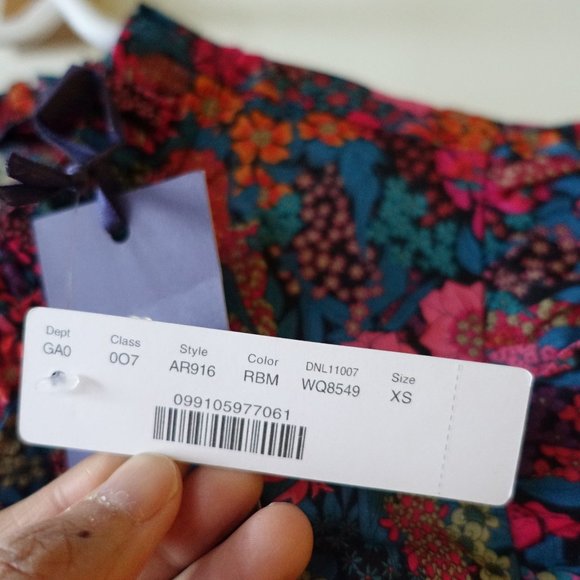 Dept Class Style Color DNL11007 Size
GA0 0O7 AR916 RBM WQ8549 XS
099105977061